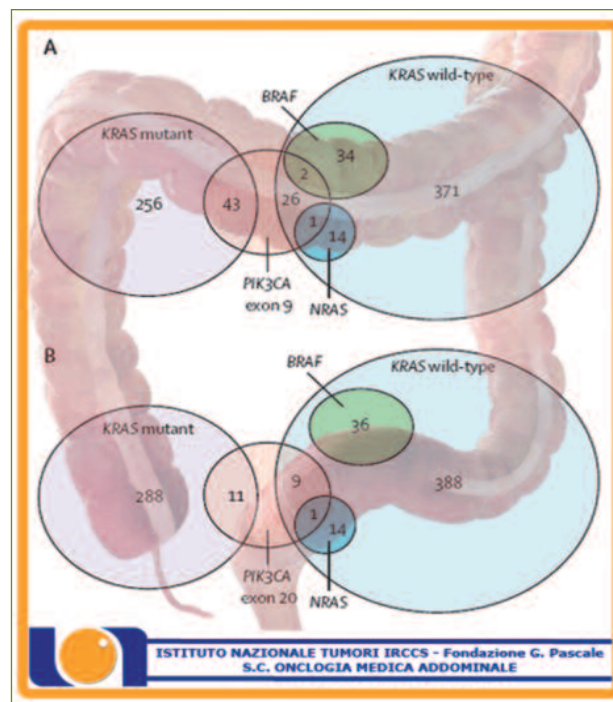 A
KRAS wild-type
BRAF
KRAS mutant
34
2
256
43
26
371
1
14
PIK3CA
exon 9
NRAS
B
KRAS wild-type
BRAF
KRAS mutant
36
288
11
9
388
1
14
PIK3CA
exon 20
NRAS
ISTITUTO NAZIONALE TUMORI IRCCS - Fondazione G. Pascale
S.C. ONCLOGIA MEDICA ADDOMINALE